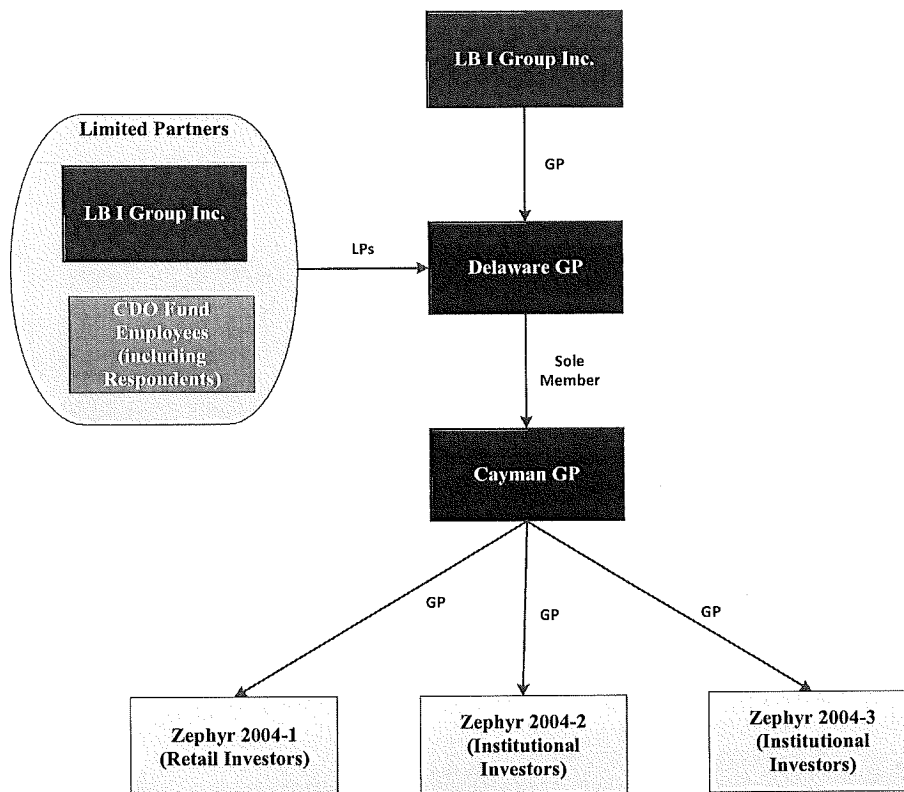 LB I Group Inc.
Limited Partners
GP
LB I Group Inc.
LPs
Delaware GP
CDO Fund
Employees
(including
Respondents)
Sole
Member
Cayman GP
GP
GP
GP
Zephyr 2004-1
(Retail Investors)
Zephyr 2004-2
(Institutional
Investors)
Zephyr 2004-3
(Institutional
Investors)